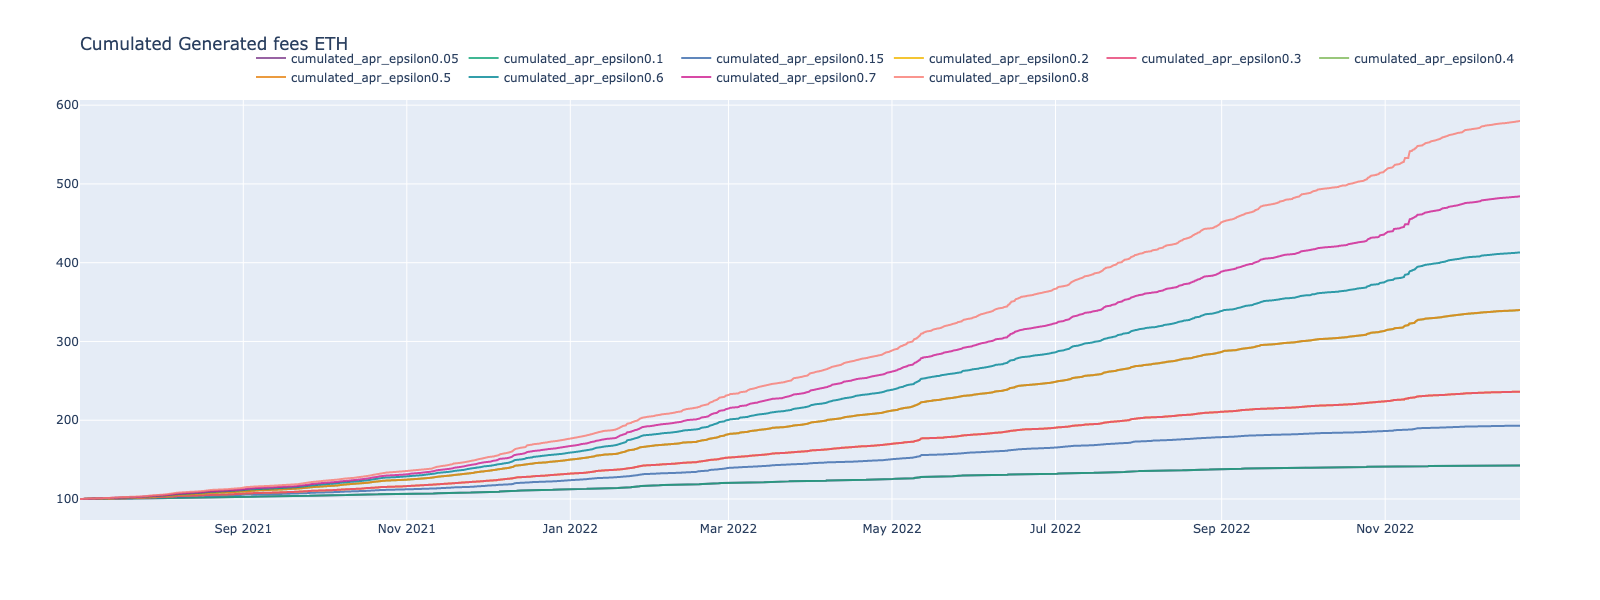 Cumulated Generated fees ETH
cumulated_apr_epsilon0.05 cumulated_apr_epsilon0.1 cumulated_apr_epsilon0.15 cumulated_apr_epsilon0.2 cumulated_apr_epsilon0.3 cumulated_apr_epsilon0.4
cumulated_apr_epsilon0.5 cumulated_apr_epsilon0.6 cumulated_apr_epsilon0.7 cumulated_apr_epsilon0.8
600
500
400
300
200
100
Sep 2021 Nov 2021 Jan 2022 Mar 2022 May 2022 Jul 2022 Sep 2022 Nov 2022